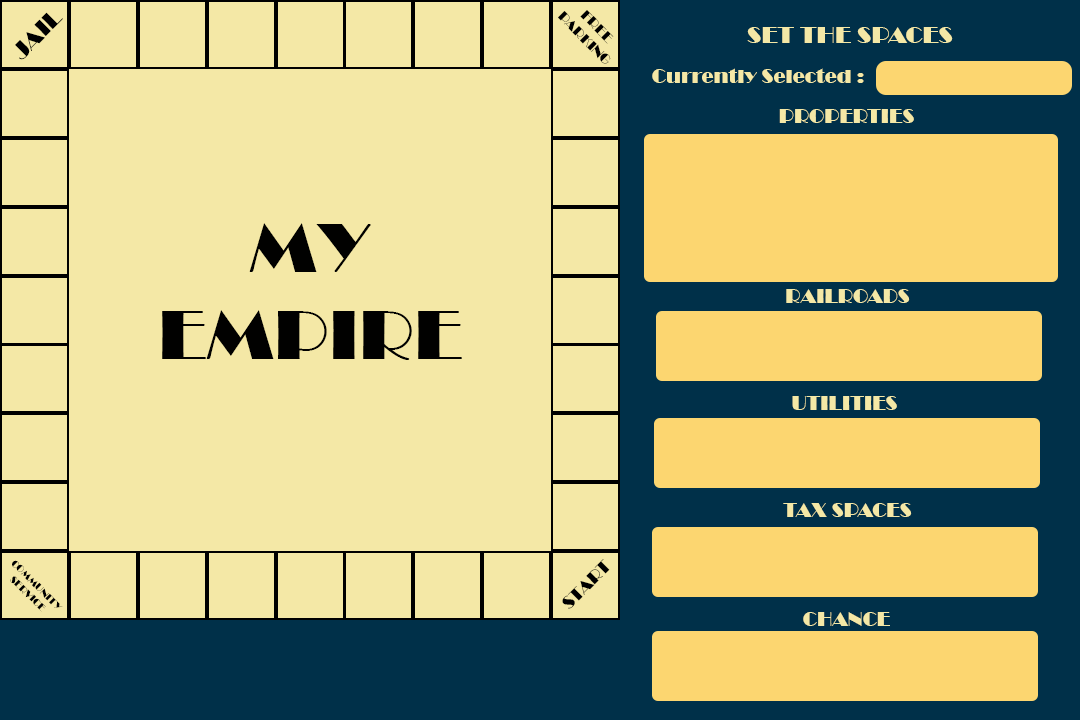 JAIL
FREE
PARKING
MY
EMPIRE
COMMUNITY
SERVICE
START
SET THE SPACES
Currently Selected :
PROPERTIES
RAILROADS
UTILITIES
TAX SPACES
CHANCE